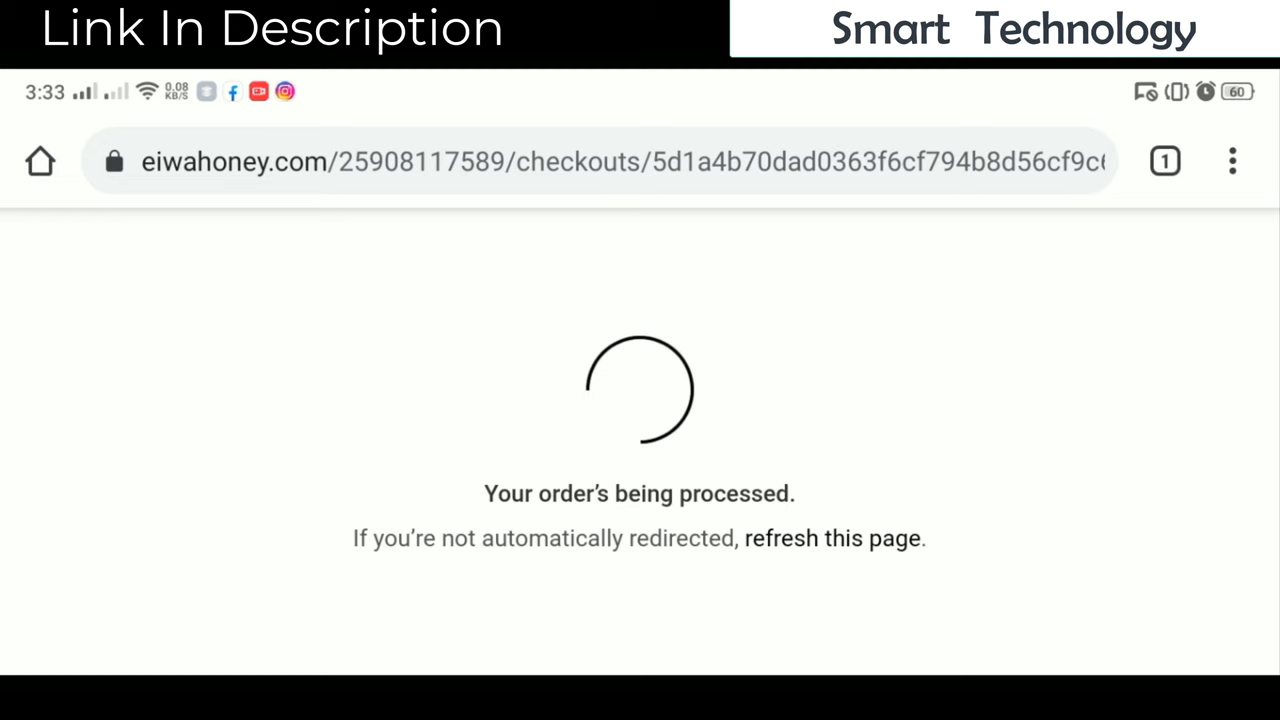 Link In Description
Smart Technology
3:33 0.08 KB/S 60
eiwahoney.com/25908117589/checkouts/5d1a4b70dad0363f6cf794b8d56cf9c
1
Your order’s being processed.
If you’re not automatically redirected, refresh this page.